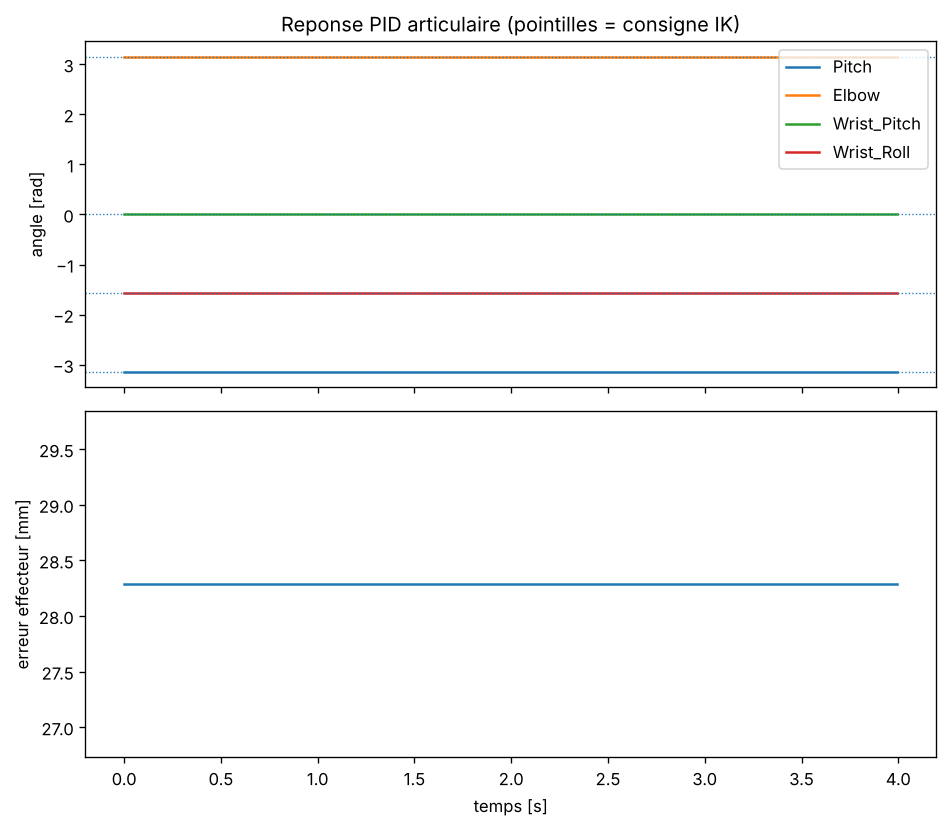 Reponse PID articulaire (pointilles = consigne IK)
3
2
1
0
−1
−2
−3
angle [rad]
Pitch
Elbow
Wrist_Pitch
Wrist_Roll
29.5
29.0
28.5
28.0
27.5
27.0
erreur effecteur [mm]
0.0 0.5 1.0 1.5 2.0 2.5 3.0 3.5 4.0
temps [s]